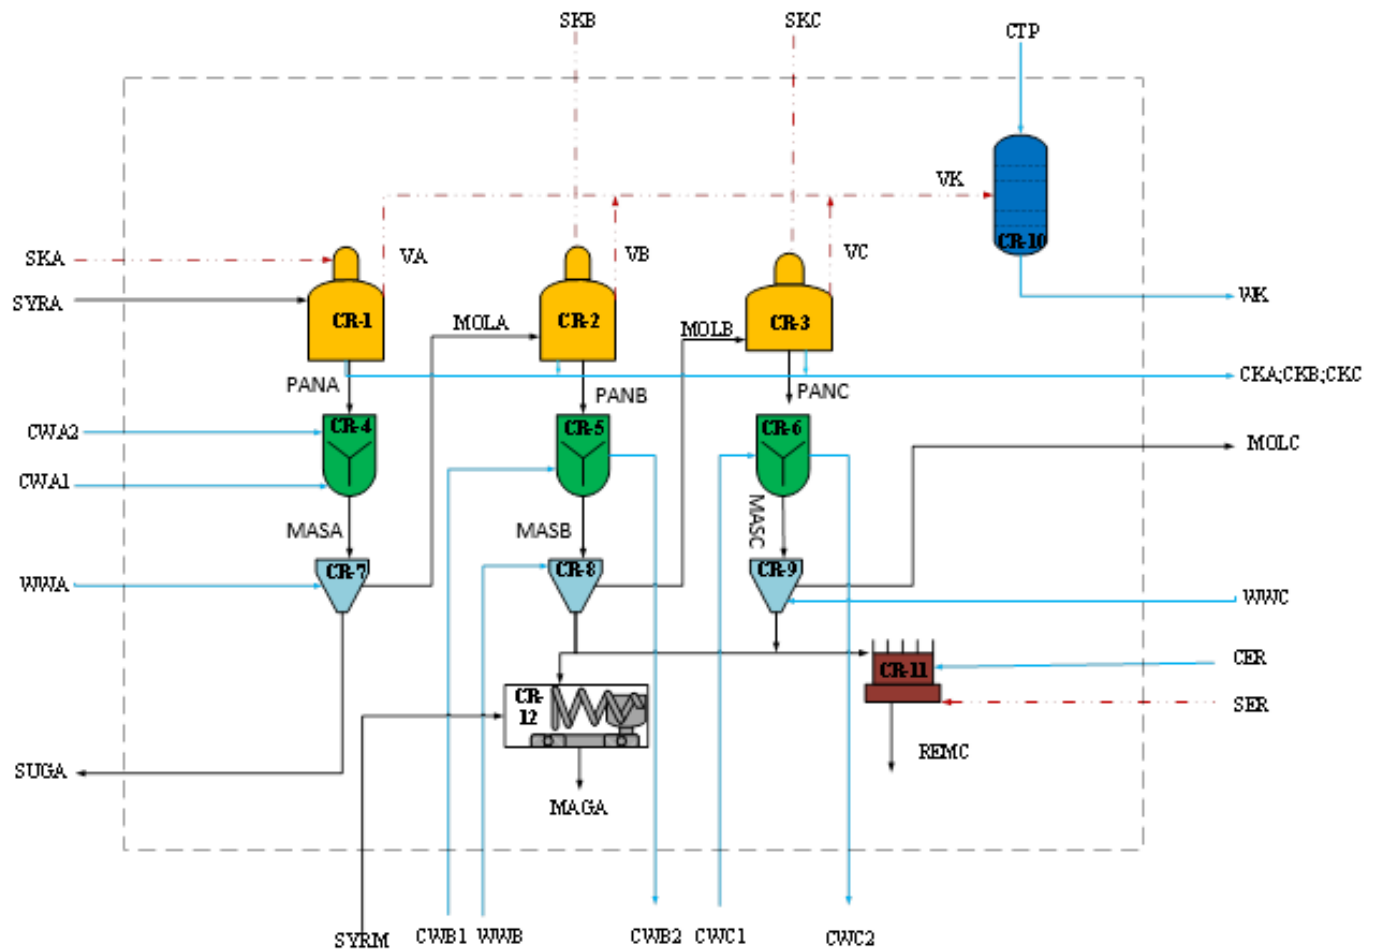 SKB
SKC
CTP
VK
CR-10
SKA
VA
VB
VC
SYRA
CR-1
CR-2
CR-3
WK
MOLA
MOLB
PANA
PANB
PANC
CKA;CKB;CKC
CWA2
CR-4
CR-5
CR-6
MOLC
CWA1
MASA
MASB
MASC
WWA
CR-7
CR-8
CR-9
WWC
CR-11
CER
CR-
12
SER
SUGA
REMC
MAGA
SYRM
CWB1
WWB
CWB2
CWC1
CWC2